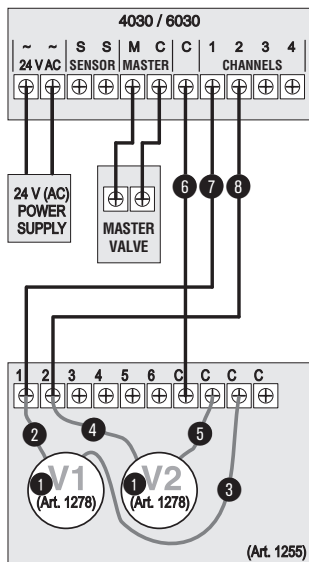 4030 / 6030
~ ~ S S M C C 1 2 3 4
24 V AC SENSOR MASTER CHANNELS
24 V (AC)
POWER
SUPPLY
MASTER
VALVE
6 7 8
1 2 3 4 5 6 C C C C
2 4 5
1 V1 1 V2 3
(Art. 1278) (Art. 1278)
(Art. 1255)